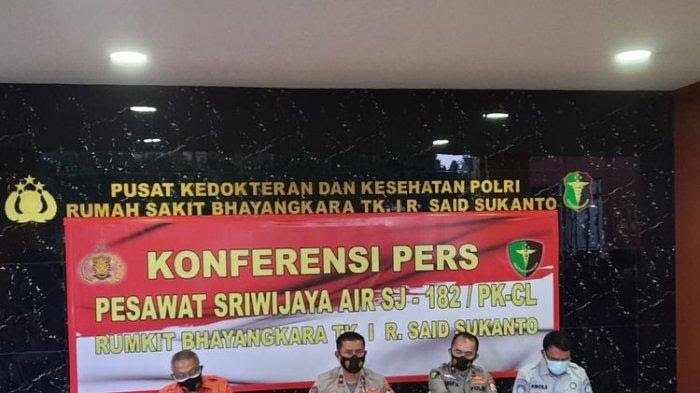 PUSAT KEDOKTERAN DAN KESEHATAN POLRI
RUMAH SAKIT BHAYANGKARA TK. I R. SAID SUKANTO
KONFERENSI PERS
PESAWAT SRIWIJAYA AIR SJ - 182 / PK-CL
RUMKIT BHAYANGKARA TK. I R. SAID SUKANTO